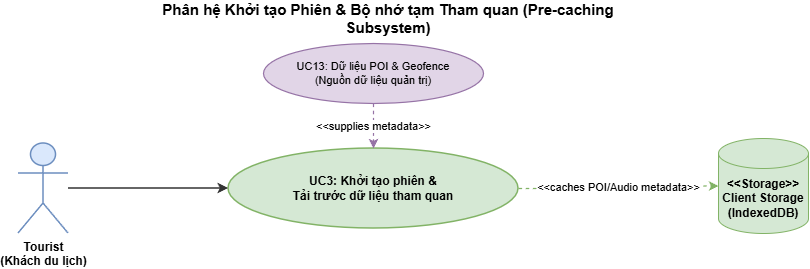 Phân hệ Khởi tạo Phiên & Bộ nhớ tạm Tham quan (Pre-caching
Subsystem)
UC13: Dữ liệu POI & Geofence
(Nguồn dữ liệu quản trị)
<<supplies metadata>>
UC3: Khởi tạo phiên &
Tải trước dữ liệu tham quan
<<caches POI/Audio metadata>>
<<Storage>>
Client Storage
(IndexedDB)
Tourist
(Khách du lịch)